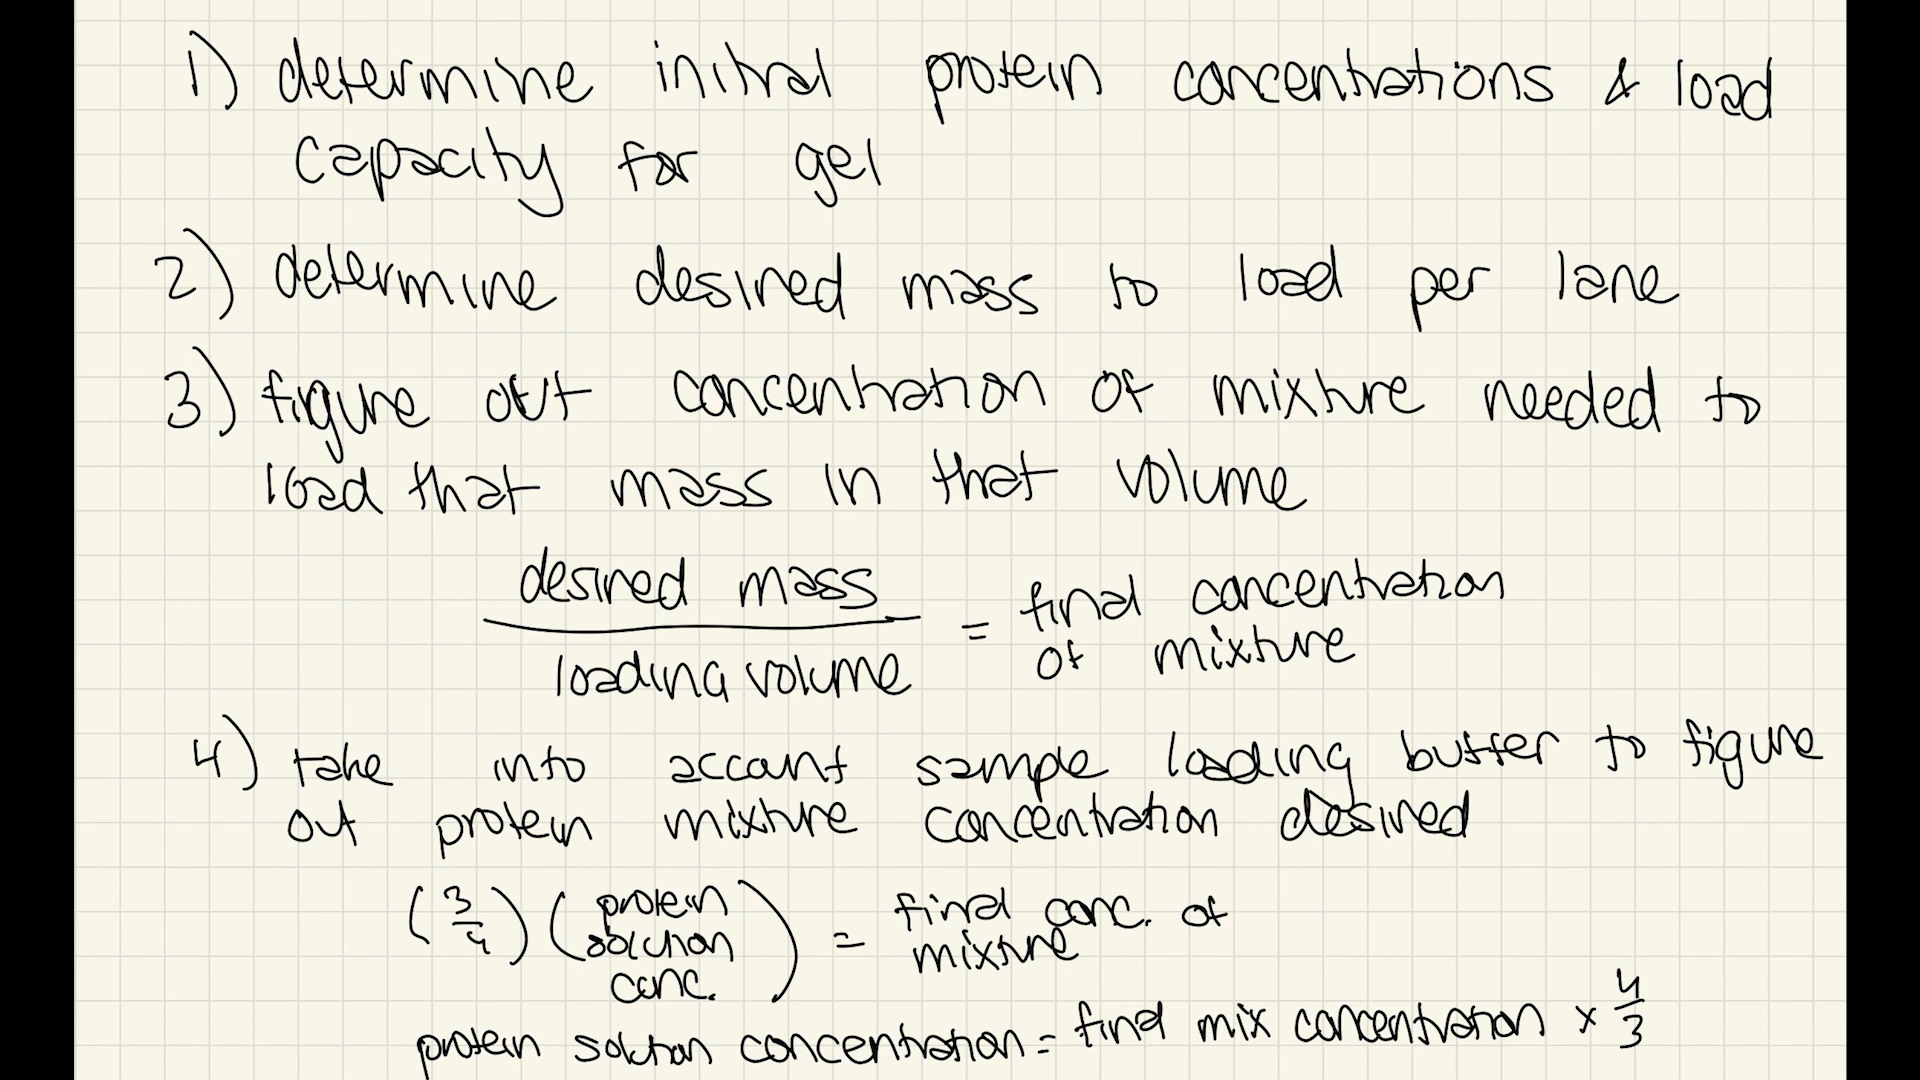 1) determine initial protein concentrations & load
capacity for gel
2) determine desired mass to load per lane
3) figure out concentration of mixture needed to
load that mass in that volume
desired mass
loading volume
= final concentration
of mixture
4) take into account sample loading buffer to figure
out protein mixture concentration desired
(3/4) (protein
solution
conc.)
= final conc. of
mixture
protein solution concentration = final mix concentration x 4/3